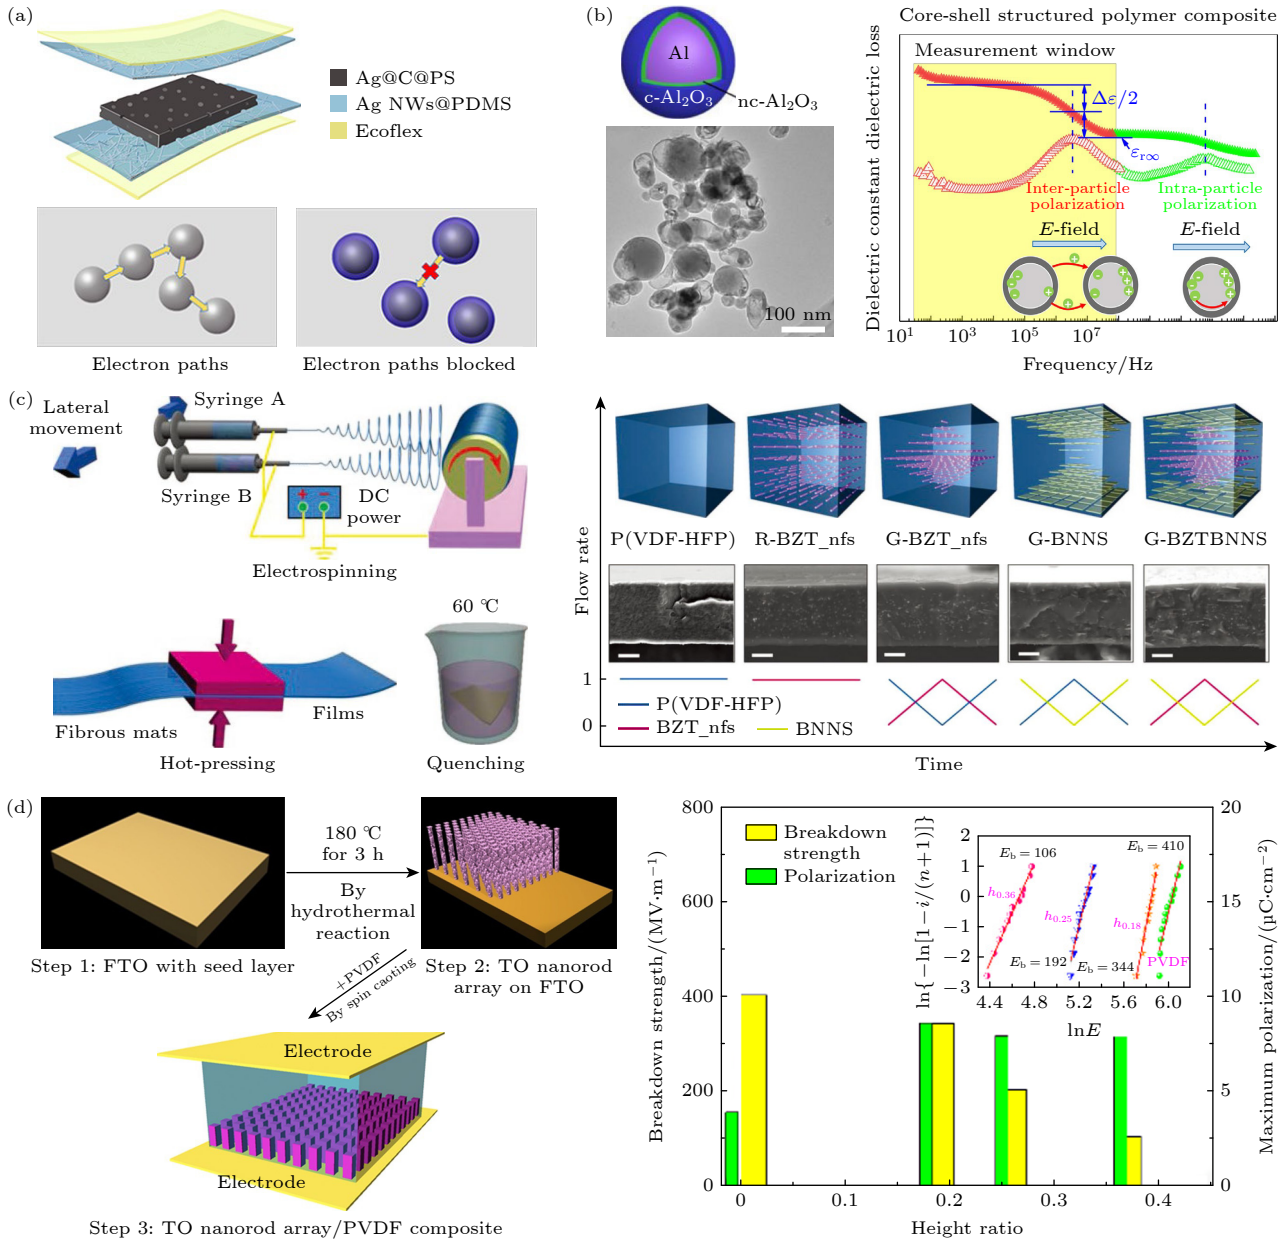 (a)
Ag@C@PS
Ag NWs@PDMS
Ecoflex
Electron paths
Electron paths blocked
(b)
Al
c-Al₂O₃
nc-Al₂O₃
100 nm
Core-shell structured polymer composite
Measurement window
Δε/2
εr∞
Inter-particle
polarization
Intra-particle
polarization
E-field
E-field
Dielectric constant dielectric loss
10¹
10³
10⁵
10⁷
Frequency/Hz
(c)
Lateral
movement
Syringe A
Syringe B
DC
power
Electrospinning
60 ℃
Fibrous mats
Films
Hot-pressing
Quenching
Flow rate
P(VDF-HFP)
R-BZT_nfs
G-BZT_nfs
G-BNNS
G-BZTBNNS
1
0
P(VDF-HFP)
BZT_nfs
BNNS
Time
(d)
180 ℃
for 3 h
By
hydrothermal
reaction
Step 1: FTO with seed layer
Step 2: TO nanorod
array on FTO
+PVDF
By spin caoting
Electrode
Electrode
Step 3: TO nanorod array/PVDF composite
Breakdown strength/(MV·m⁻¹)
800
600
400
200
0
Breakdown
strength
Polarization
ln{−ln[1−i/(n+1)]}
2
1
0
−1
−2
−3
Eb=106
Eb=410
h0.36
h0.25
h0.18
Eb=192
Eb=344
PVDF
4.4
4.8
5.2
5.6
6.0
lnE
20
15
10
5
0
Maximum polarization/(μC·cm⁻²)
0
0.1
0.2
0.3
0.4
Height ratio